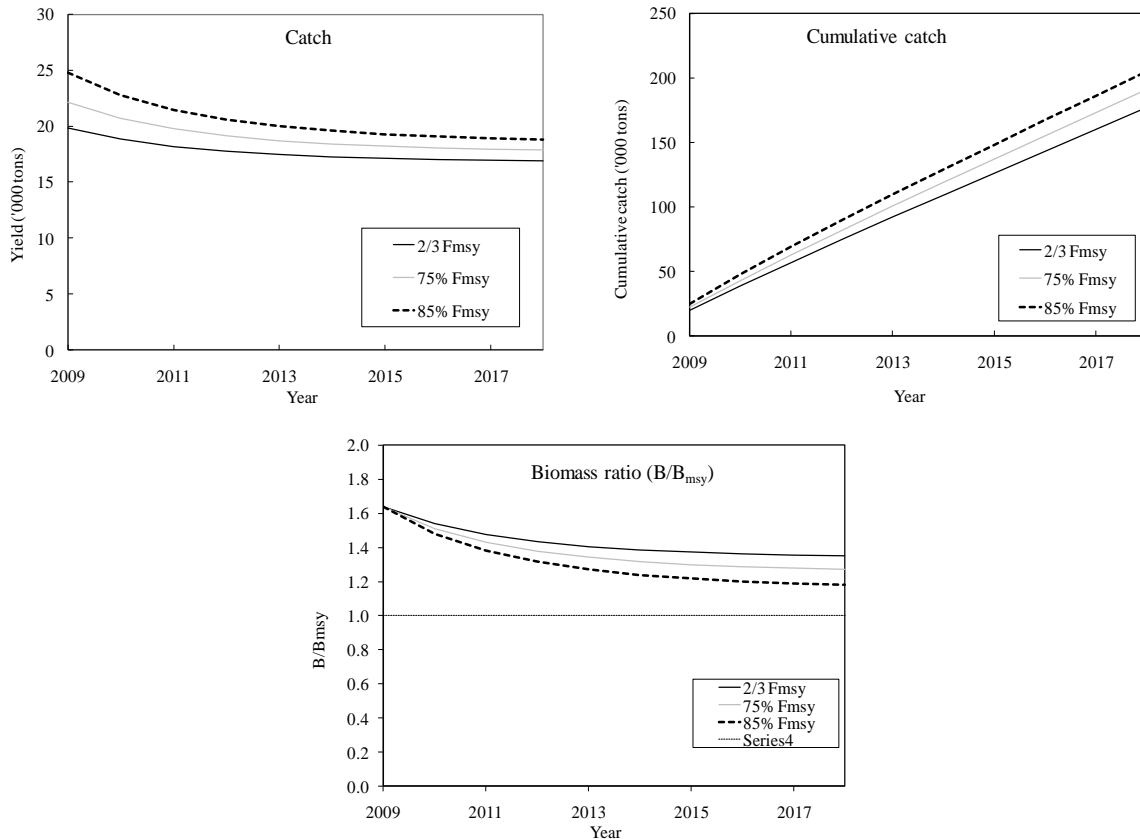 Catch
30
25
20
15
10
5
0
Yield ('000 tons)
2/3 Fmsy
75% Fmsy
85% Fmsy
2009 2011 2013 2015 2017
Year
Cumulative catch
250
200
150
100
50
0
Cumulative catch ('000 tons)
2/3 Fmsy
75% Fmsy
85% Fmsy
2009 2011 2013 2015 2017
Year
Biomass ratio (B/Bmsy)
2.0
1.8
1.6
1.4
1.2
1.0
0.8
0.6
0.4
0.2
0.0
B/Bmsy
2/3 Fmsy
75% Fmsy
85% Fmsy
Series4
2009 2011 2013 2015 2017
Year